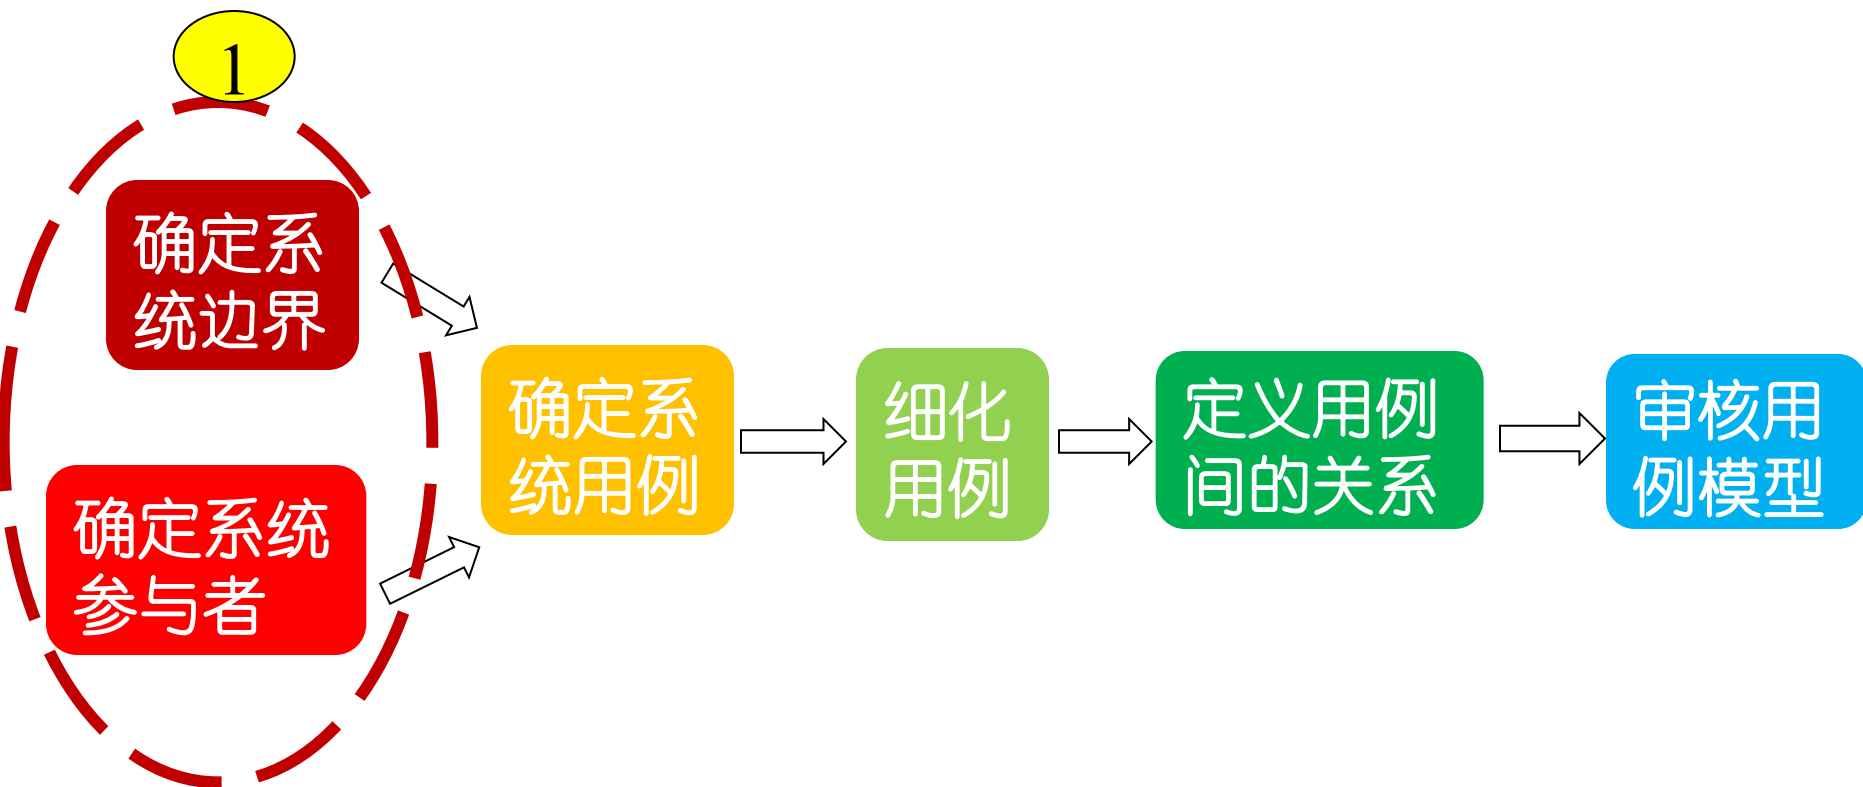 1
确定系
统边界
确定系统
参与者
确定系
统用例
细化
用例
定义用例
间的关系
审核用
例模型